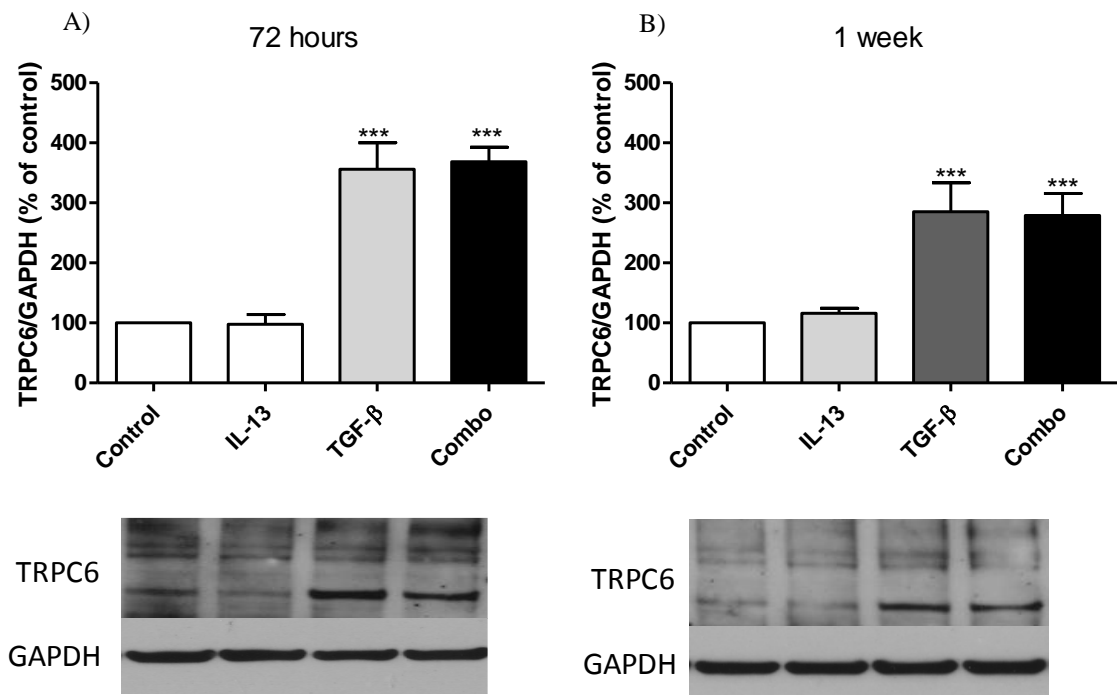 A)
72 hours
TRPC6/GAPDH (% of control)
500
400
300
200
100
0
***
***
Control
IL-13
TGF-β
Combo
TRPC6
GAPDH
B)
1 week
TRPC6/GAPDH (% of control)
500
400
300
200
100
0
***
***
Control
IL-13
TGF-β
Combo
TRPC6
GAPDH